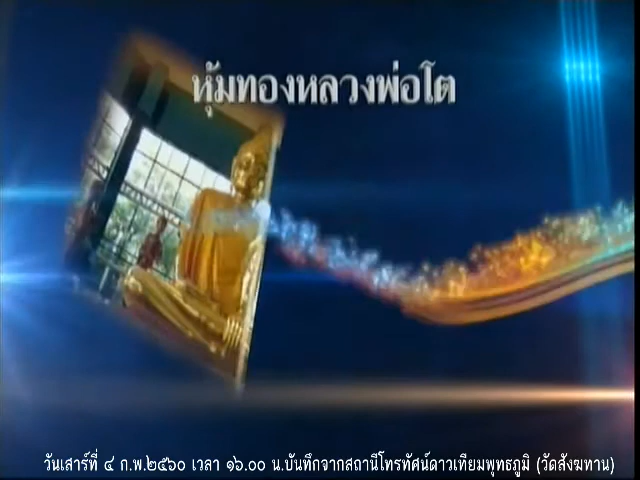 หุ้มทองหลวงพ่อโต
วันเสาร์ที่ ๔ ก.พ.๒๕๖๐ เวลา ๑๖.๐๐ น.บันทึกจากสถานีโทรทัศน์ดาวเทียมพุทธภูมิ (วัดสังฆทาน)